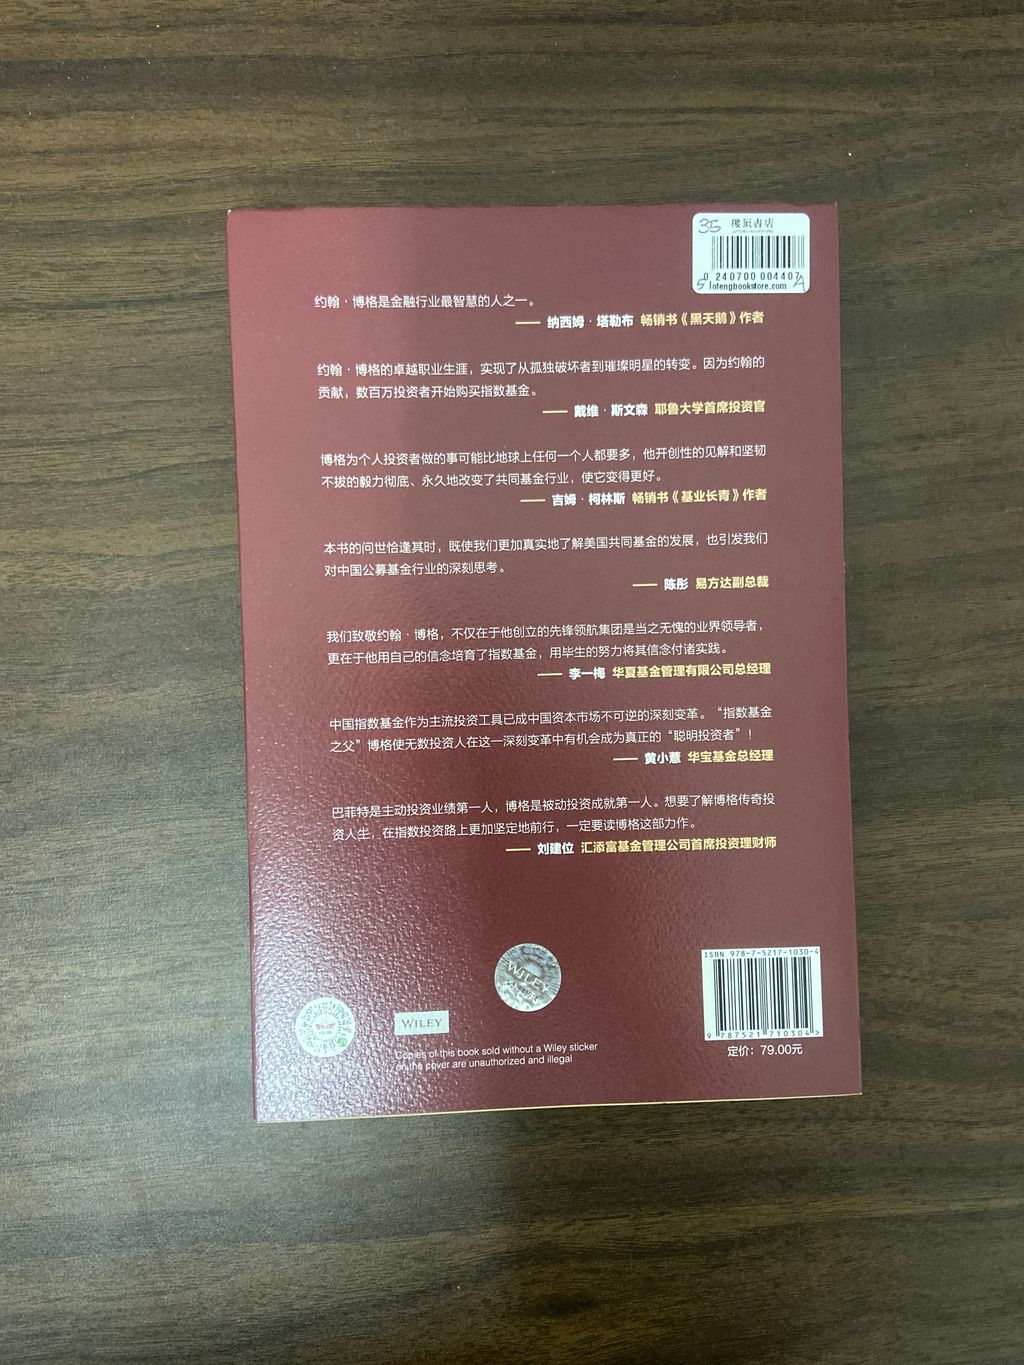 35
樓頂書店
0 240700 004407
5
4
lofengbookstore.com
约翰·博格是金融行业最智慧的人之一。
—— 纳西姆·塔勒布 畅销书《黑天鹅》作者
约翰·博格的卓越职业生涯，实现了从孤独破坏者到璀璨明星的转变。因为约翰的
贡献，数百万投资者开始购买指数基金。
—— 戴维·斯文森 耶鲁大学首席投资官
博格为个人投资者做的事可能比地球上任何一个人都要多，他开创性的见解和坚韧
不拔的毅力彻底、永久地改变了共同基金行业，使它变得更好。
—— 吉姆·柯林斯 畅销书《基业长青》作者
本书的问世恰逢其时，既使我们更加真实地了解美国共同基金的发展，也引发我们
对中国公募基金行业的深刻思考。
—— 陈彤 易方达副总裁
我们致敬约翰·博格，不仅在于他创立的先锋领航集团是当之无愧的业界领导者，
更在于他用自己的信念培育了指数基金，用毕生的努力将其信念付诸实践。
—— 李一梅 华夏基金管理有限公司总经理
中国指数基金作为主流投资工具已成中国资本市场不可逆的深刻变革。“指数基金
之父”博格使无数投资人在这一深刻变革中有机会成为真正的“聪明投资者”！
—— 黄小薏 华宝基金总经理
巴菲特是主动投资业绩第一人，博格是被动投资成就第一人。想要了解博格传奇投
资人生，在指数投资路上更加坚定地前行，一定要读博格这部力作。
—— 刘建位 汇添富基金管理公司首席投资理财师
WILEY
WILEY
Copies of this book sold without a Wiley sticker
on the cover are unauthorized and illegal
ISBN 978-7-5217-1030-4
9 787521 710304 >
定价：79.00元